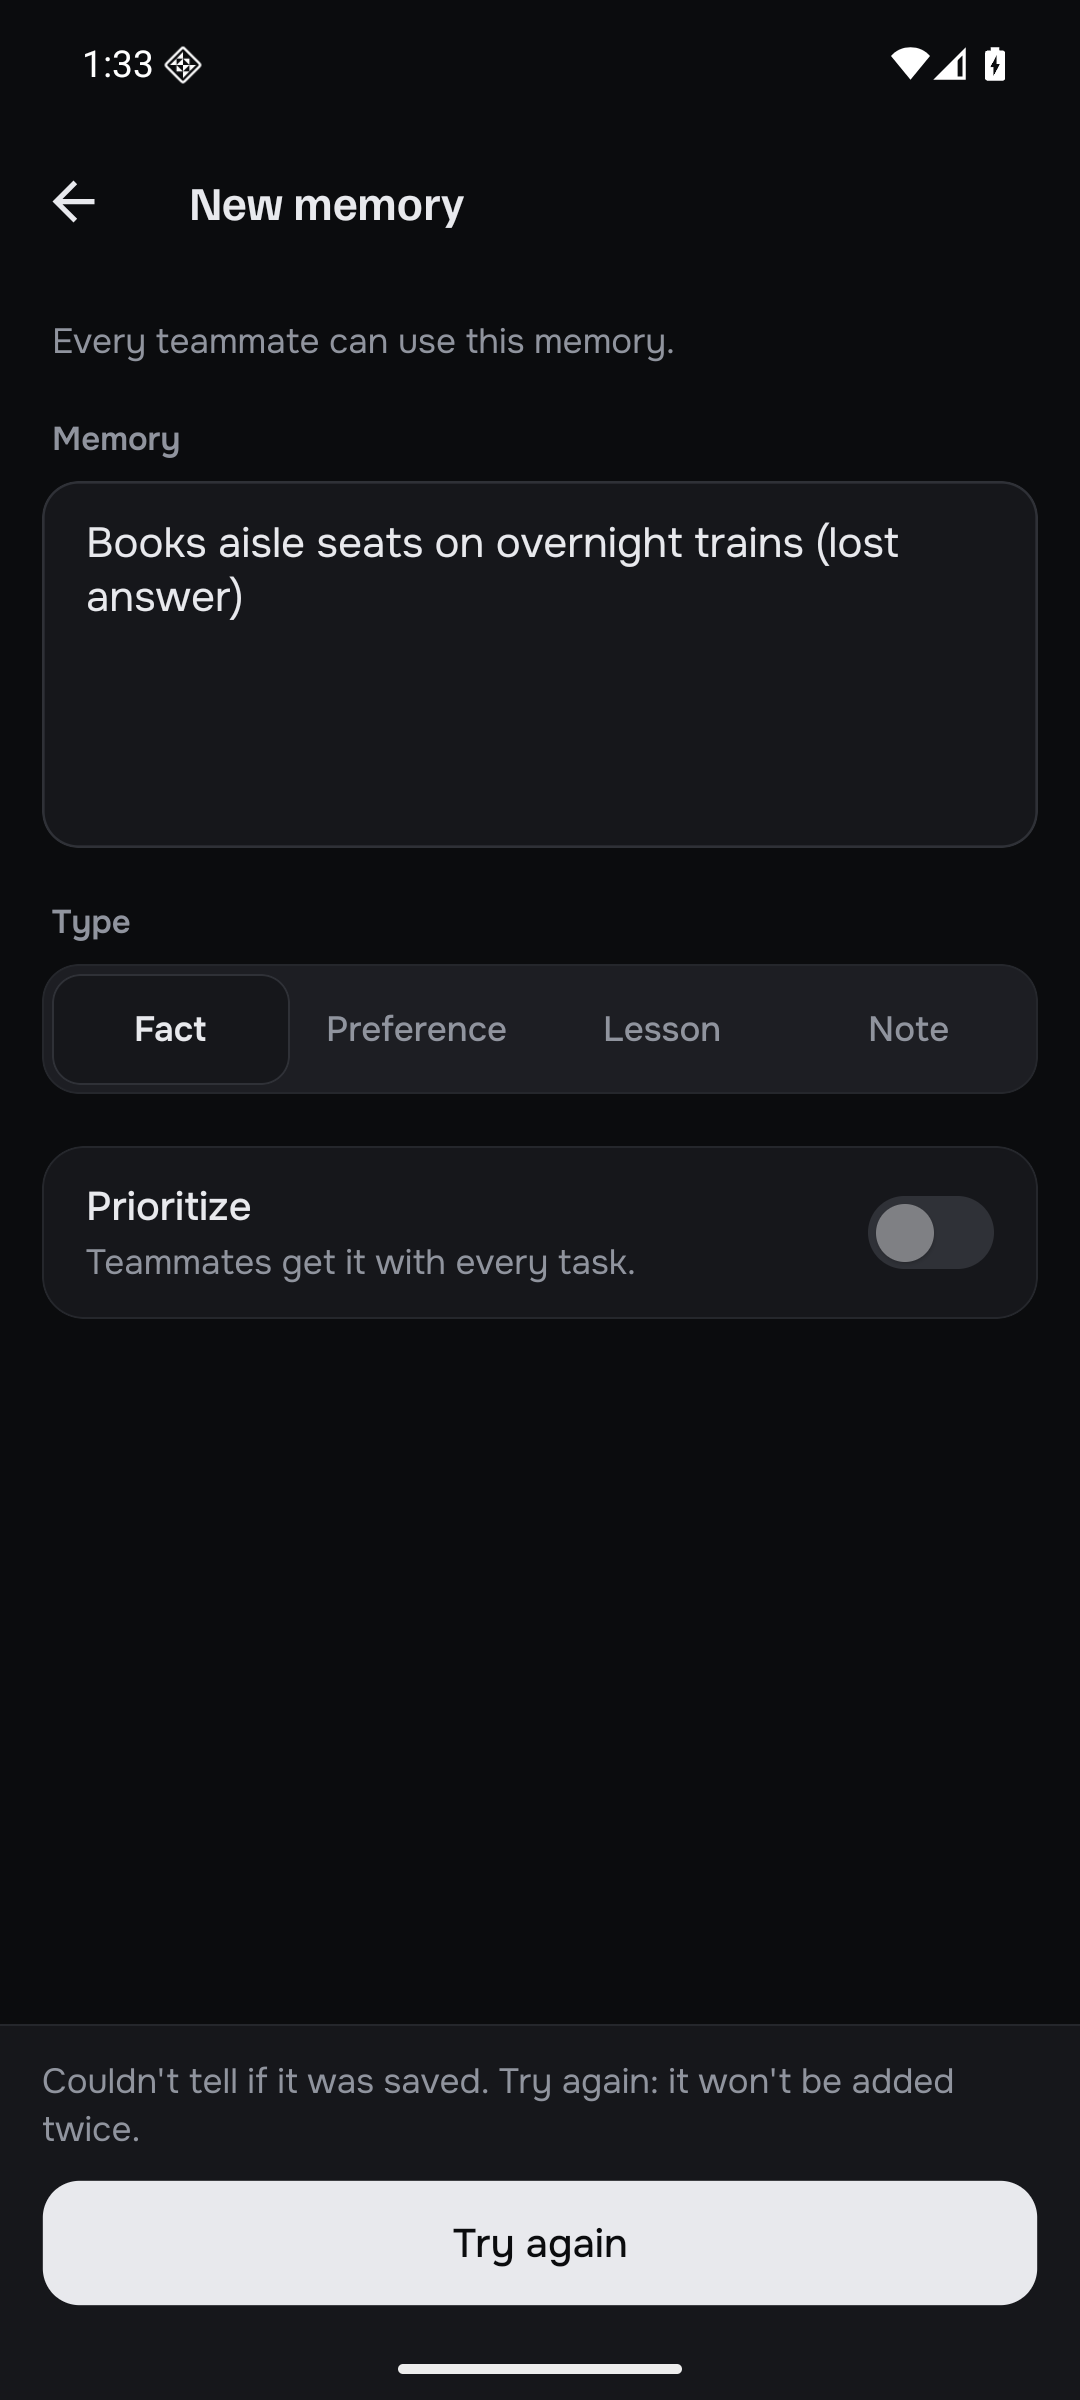 1:33
New memory
Every teammate can use this memory.
Memory
Books aisle seats on overnight trains (lost
answer)
Type
Fact Preference Lesson Note
Prioritize
Teammates get it with every task.
Couldn't tell if it was saved. Try again: it won't be added
twice.
Try again